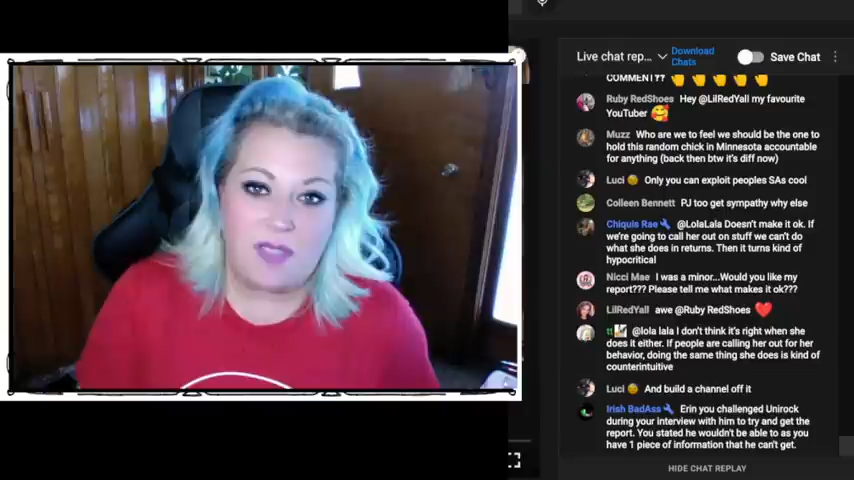 Live chat rep...
Download
Chats
Save Chat
COMMENT??
Ruby RedShoes Hey @LilRedYall my favourite
YouTuber
Muzz Who are we to feel we should be the one to
hold this random chick in Minnesota accountable
for anything (back then btw it's diff now)
Luci Only you can exploit peoples SAs cool
Colleen Bennett PJ too get sympathy why else
Chiquis Rae @LolaLala Doesn't make it ok. If
we're going to call her out on stuff we can't do
what she does in returns. Then it turns kind of
hypocritical
Nicci Mae I was a minor...Would you like my
report??? Please tell me what makes it ok???
LilRedYall awe @Ruby RedShoes
tt @lola lala I don't think it's right when she
does it either. If people are calling her out for her
behavior, doing the same thing she does is kind of
counterintuitive
Luci And build a channel off it
Irish BadAss Erin you challenged Unirock
during your interview with him to try and get the
report. You stated he wouldn't be able to as you
have 1 piece of information that he can't get.
HIDE CHAT REPLAY